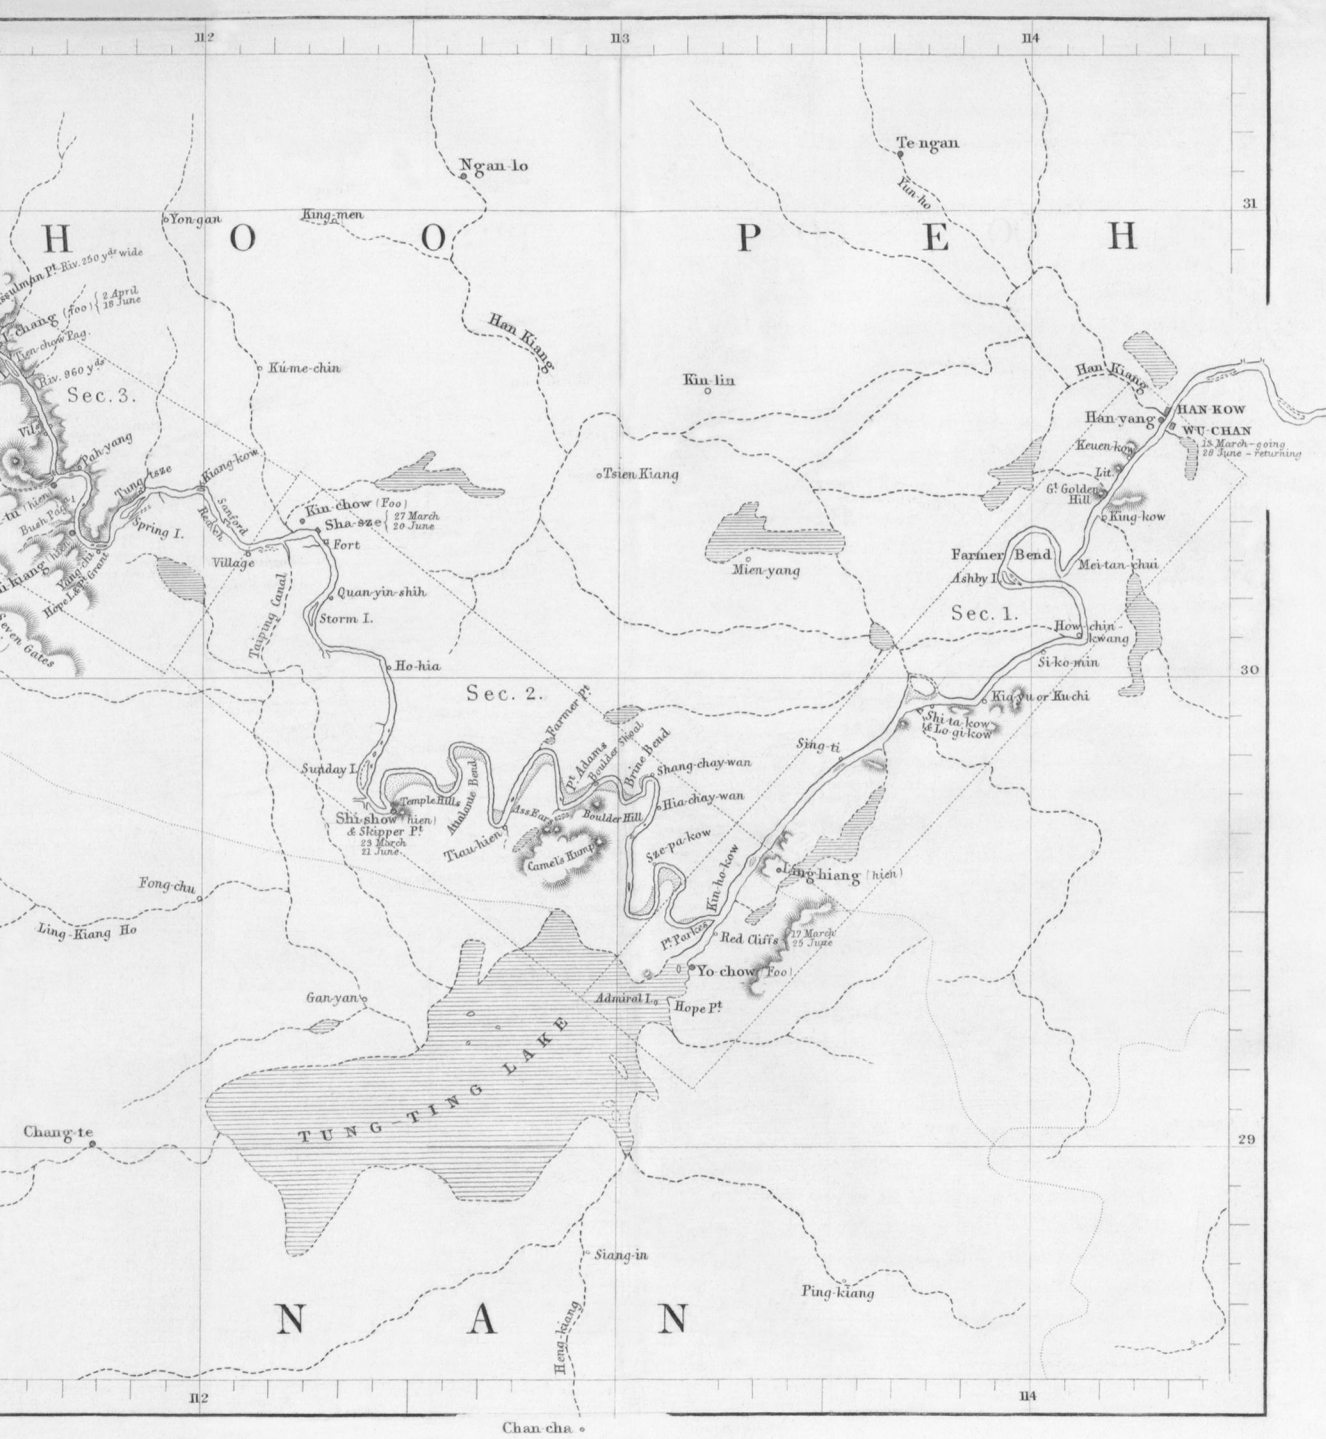 112
113
114
Te ngan
Ngan-lo
Yun-ho
31
Yon-gan
King-men
H O O P E H
Riv. 250 yds wide
2 April
18 June
(foo)
Tien-chow Pag.
Han Kiang
Kú-me-chin
Riv. 960 yds
Sec. 3.
Kin-lin
Han Kiang
Han-yang
HAN-KOW
WU-CHAN
13 March - going
28 June - returning
Keuen-kow
Lit.
Gt. Golden Hill
King-kow
Pah-yang
Tung-tsze
Kiang-kow
Tsien Kiang
Spring I.
Sanford Reach
Kin-chow (Foo)
Sha-sze
27 March
20 June
Bush Pag.
Fort
Village
Mien-yang
Farmer Bend
Mei-tan-chui
Ashby I.
Sec. 1.
Quan-yin-shih
Storm I.
Taiping Canal
How-chin-kwang
Si-ko-min
Ho-hia
30
Sec. 2.
Farmer Pt.
Kia-yu or Ku-chi
Shi-ta-kow
& Lo-gi-kow
Sing-ti
Pt. Adams
Boulder Shoal
Brine Bend
Shang-chay-wan
Sunday I.
Temple Hills
Attalante Bend
Ass Ears
Boulder Hill
Hia-chay-wan
Shi-show (hien)
& Skipper Pt.
23 March
21 June.
Tiau-hien
Camel's Hump
Sze-pa-kow
Kin-ho-kow
Ling-hiang (hien)
Fong-chu
Ling-Kiang Ho
Pt. Parkes
Red Cliffs
17 March
25 June
Yo-chow (Foo)
Gan-yan
Admiral I.
Hope Pt.
TUNG-TING LAKE
Chang-te
29
Siang-in
Ping-kiang
N A N
Heng-kiang
112
114
Chan-cha